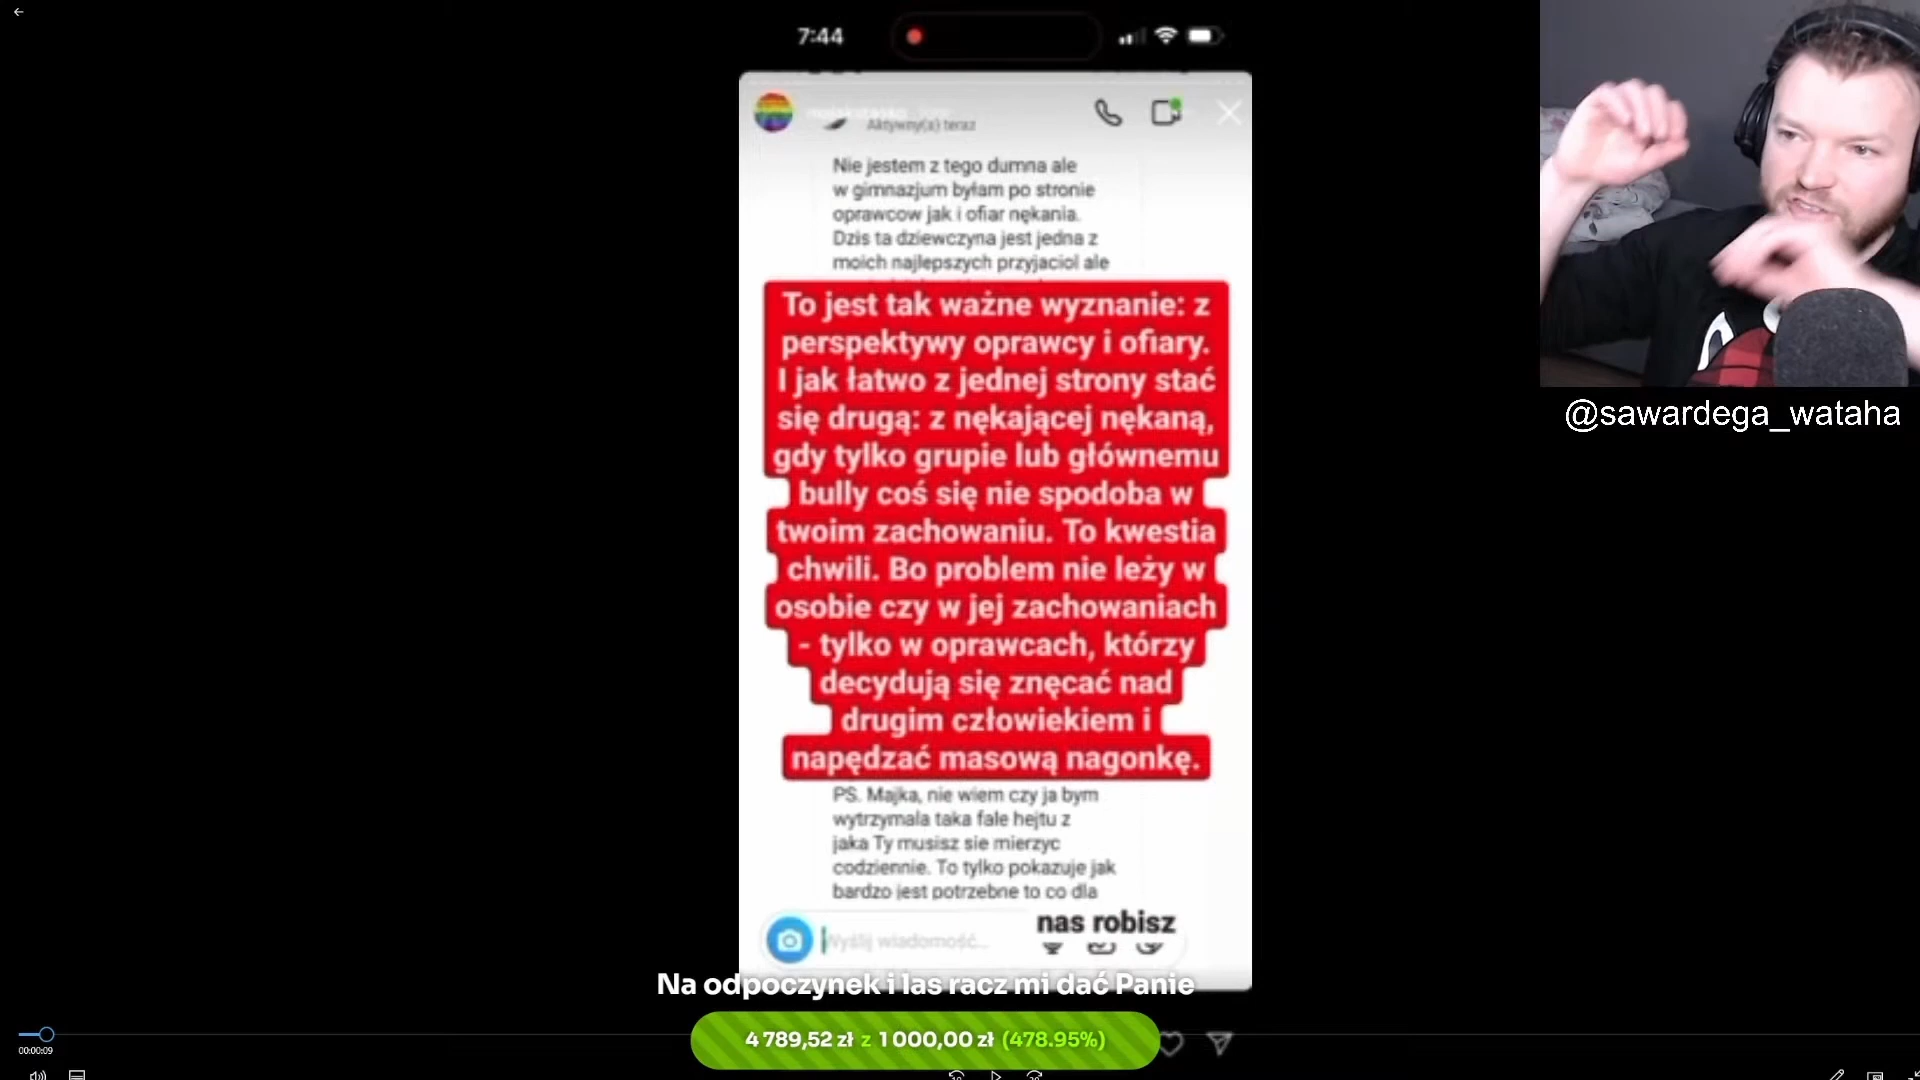 7:44
Aktywny(a) teraz
Nie jestem z tego dumna ale
w gimnazjum byłam po stronie
oprawcow jak i ofiar nękania.
Dzis ta dziewczyna jest jedna z
moich najlepszych przyjaciol ale
To jest tak ważne wyznanie: z
perspektywy oprawcy i ofiary.
I jak łatwo z jednej strony stać
się drugą: z nękającej nękaną,
gdy tylko grupie lub głównemu
bully coś się nie spodoba w
twoim zachowaniu. To kwestia
chwili. Bo problem nie leży w
osobie czy w jej zachowaniach
- tylko w oprawcach, którzy
decydują się znęcać nad
drugim człowiekiem i
napędzać masową nagonkę.
PS. Majka, nie wiem czy ja bym
wytrzymala taka fale hejtu z
jaka Ty musisz sie mierzyc
codziennie. To tylko pokazuje jak
bardzo jest potrzebne to co dla
nas robisz
Wyślij wiadomość...
Na odpoczynek i las racz mi dać Panie
4 789,52 zł z 1 000,00 zł (478.95%)
00:00:09
@sawardega_wataha